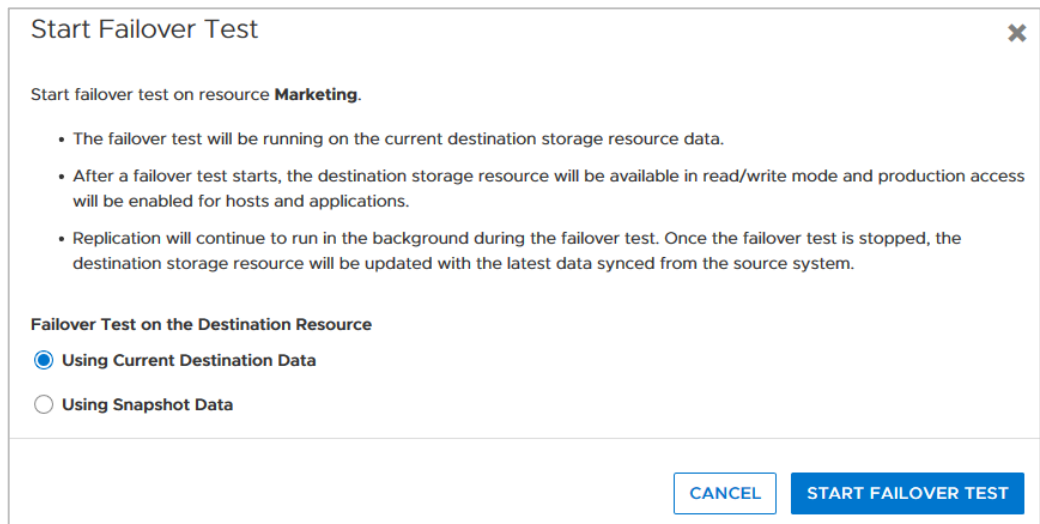 Start Failover Test
Start failover test on resource Marketing.
• The failover test will be running on the current destination storage resource data.
• After a failover test starts, the destination storage resource will be available in read/write mode and production access
will be enabled for hosts and applications.
• Replication will continue to run in the background during the failover test. Once the failover test is stopped, the
destination storage resource will be updated with the latest data synced from the source system.
Failover Test on the Destination Resource
Using Current Destination Data
Using Snapshot Data
CANCEL
START FAILOVER TEST